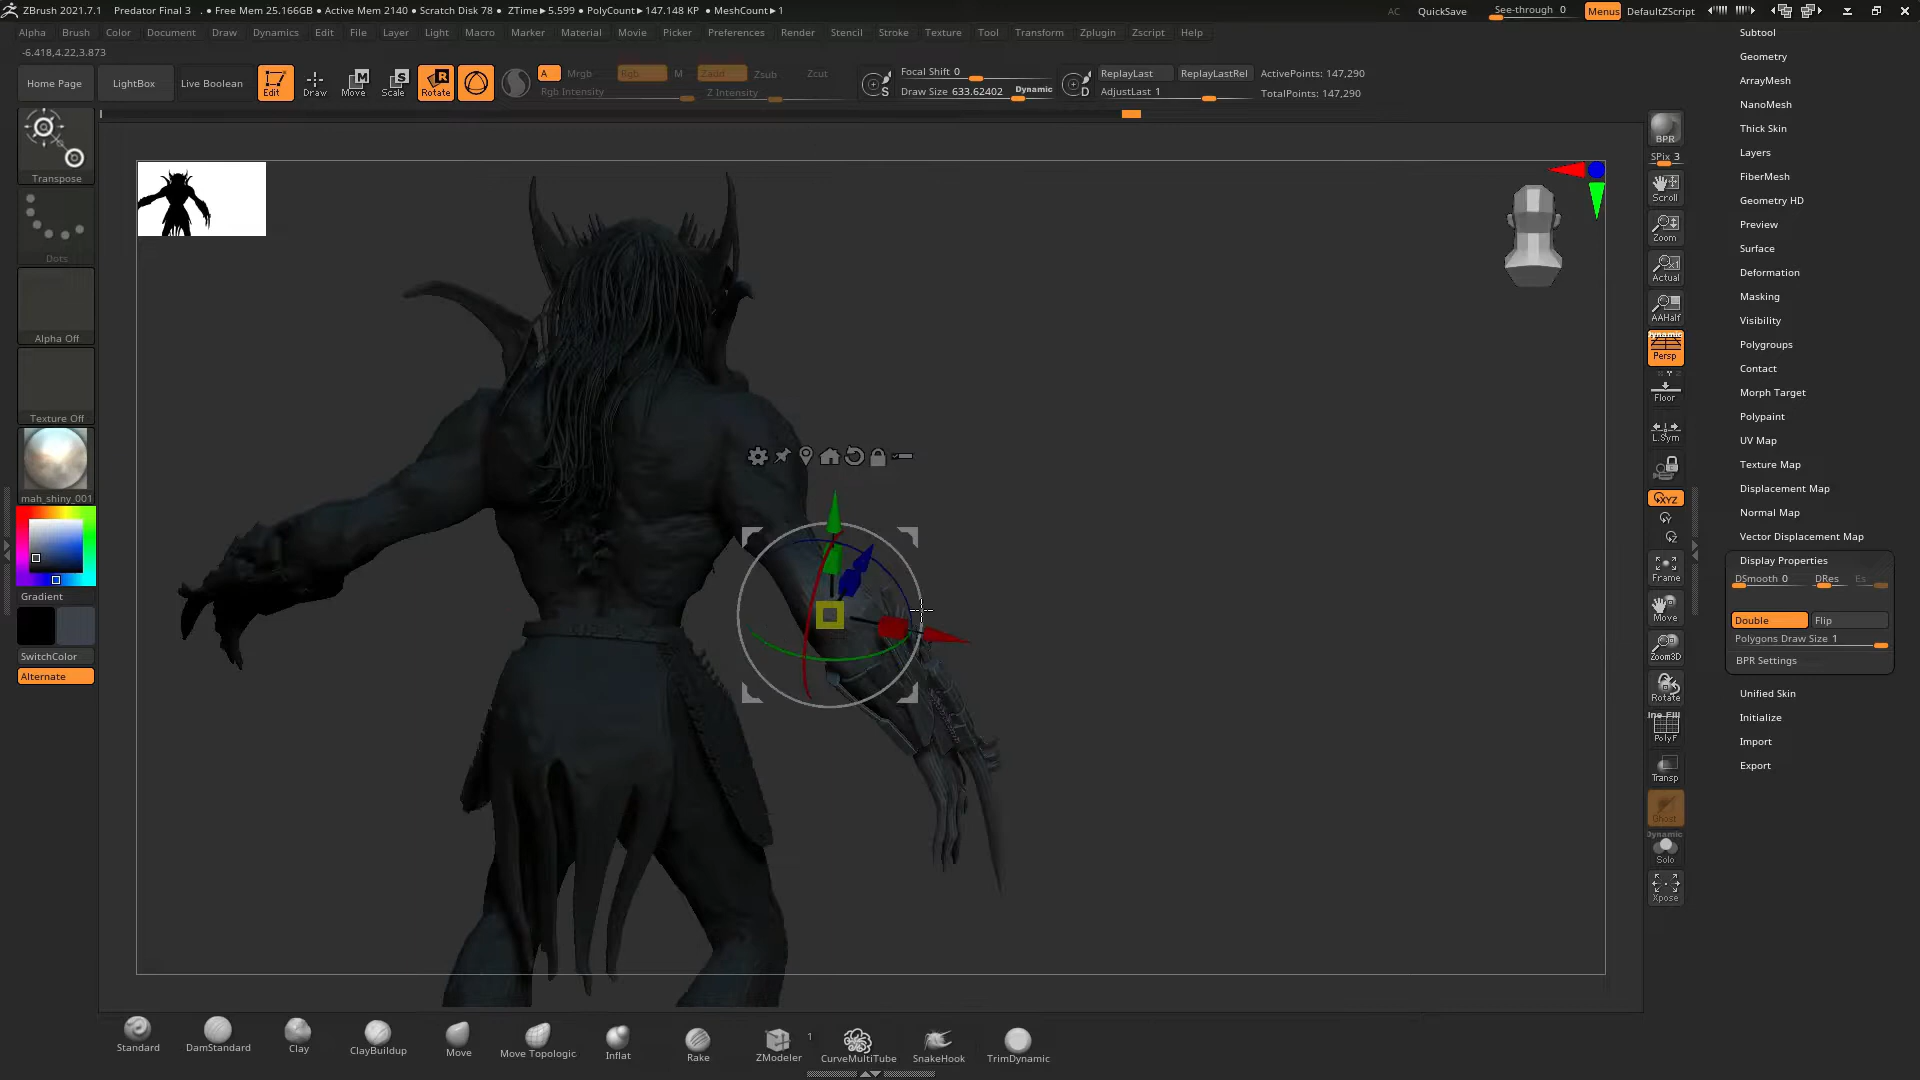 ZBrush 2021.7.1 Predator Final 3 . • Free Mem 25.166GB • Active Mem 2140 • Scratch Disk 78 • ZTime▸5.599 • PolyCount▸147.148 KP • MeshCount▸1 AC QuickSave See-through 0 Menus DefaultZScript
Alpha Brush Color Document Draw Dynamics Edit File Layer Light Macro Marker Material Movie Picker Preferences Render Stencil Stroke Texture Tool Transform Zplugin Zscript Help
-6.418,4.22,3.873
Home Page LightBox Live Boolean Edit Draw Move Scale Rotate A Mrgb Rgb M Zadd Zsub Zcut
Rgb Intensity Z Intensity
Focal Shift 0
Draw Size 633.62402 Dynamic
ReplayLast ReplayLastRel
AdjustLast 1
ActivePoints: 147,290
TotalPoints: 147,290
Transpose
Dots
Alpha Off
Texture Off
mah_shiny_001
Gradient
SwitchColor
Alternate
BPR
SPix 3
Scroll
Zoom
Actual
AAHalf
Dynamic
Persp
Floor
L.Sym
XYZ
Frame
Move
Zoom3D
Rotate
Line Fill
PolyF
Transp
Ghost
Dynamic
Solo
Xpose
Subtool
Geometry
ArrayMesh
NanoMesh
Thick Skin
Layers
FiberMesh
Geometry HD
Preview
Surface
Deformation
Masking
Visibility
Polygroups
Contact
Morph Target
Polypaint
UV Map
Texture Map
Displacement Map
Normal Map
Vector Displacement Map
Display Properties
DSmooth 0 DRes Es
Double Flip
Polygons Draw Size 1
BPR Settings
Unified Skin
Initialize
Import
Export
Standard DamStandard Clay ClayBuildup Move Move Topologic Inflat Rake ZModeler 1 CurveMultiTube SnakeHook TrimDynamic